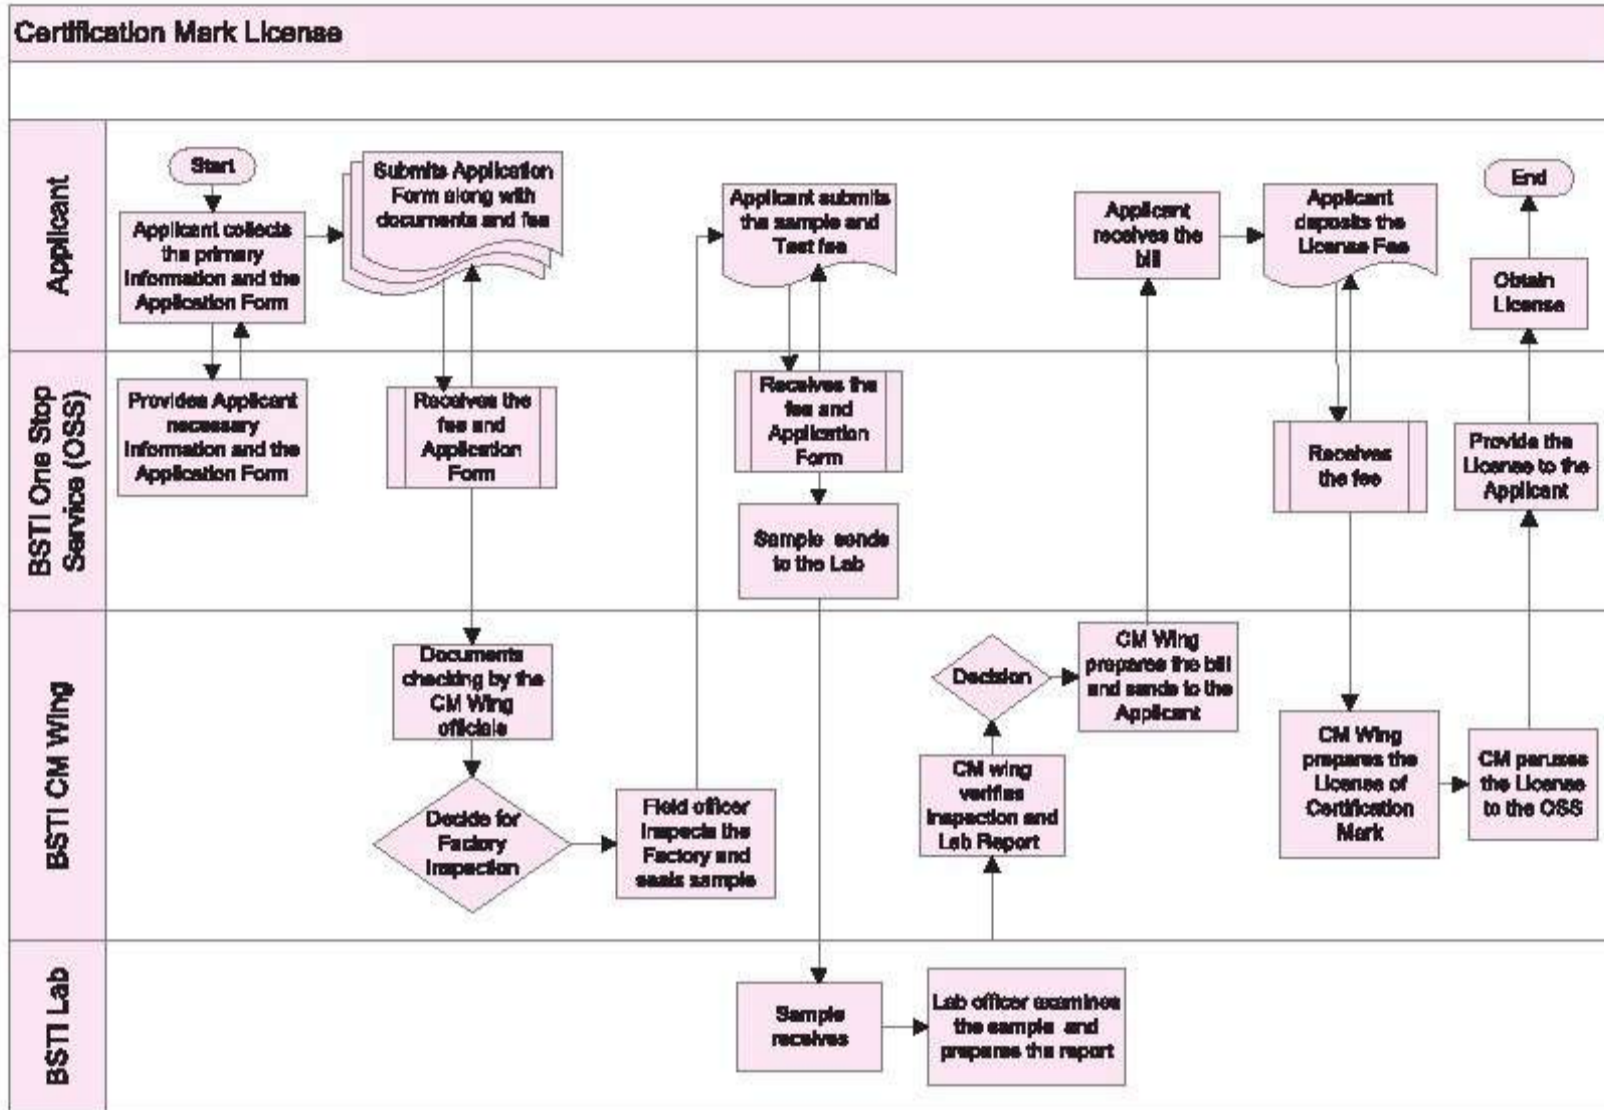 Certification Mark License
Applicant
Start
Applicant collects
the primary
Information and the
Application Form
Submits Application
Form along with
documents and fee
Applicant submits
the sample and
Test fee
Applicant
receives the
bill
Applicant
deposits the
License Fee
End
Obtain
License
BSTI One Stop
Service (OSS)
Provides Applicant
necessary
Information and the
Application Form
Receives the
fee and
Application
Form
Receives the
fee and
Application
Form
Sample sends
to the Lab
Receives
the fee
Provide the
License to the
Applicant
BSTI CM Wing
Documents
checking by the
CM Wing
officials
Decide for
Factory
Inspection
Field officer
Inspects the
Factory and
seals sample
Decision
CM wing
verifies
Inspection and
Lab Report
CM Wing
prepares the bill
and sends to the
Applicant
CM Wing
prepares the
License of
Certification
Mark
CM peruses
the License
to the OSS
BSTI Lab
Sample
receives
Lab officer examines
the sample and
prepares the report